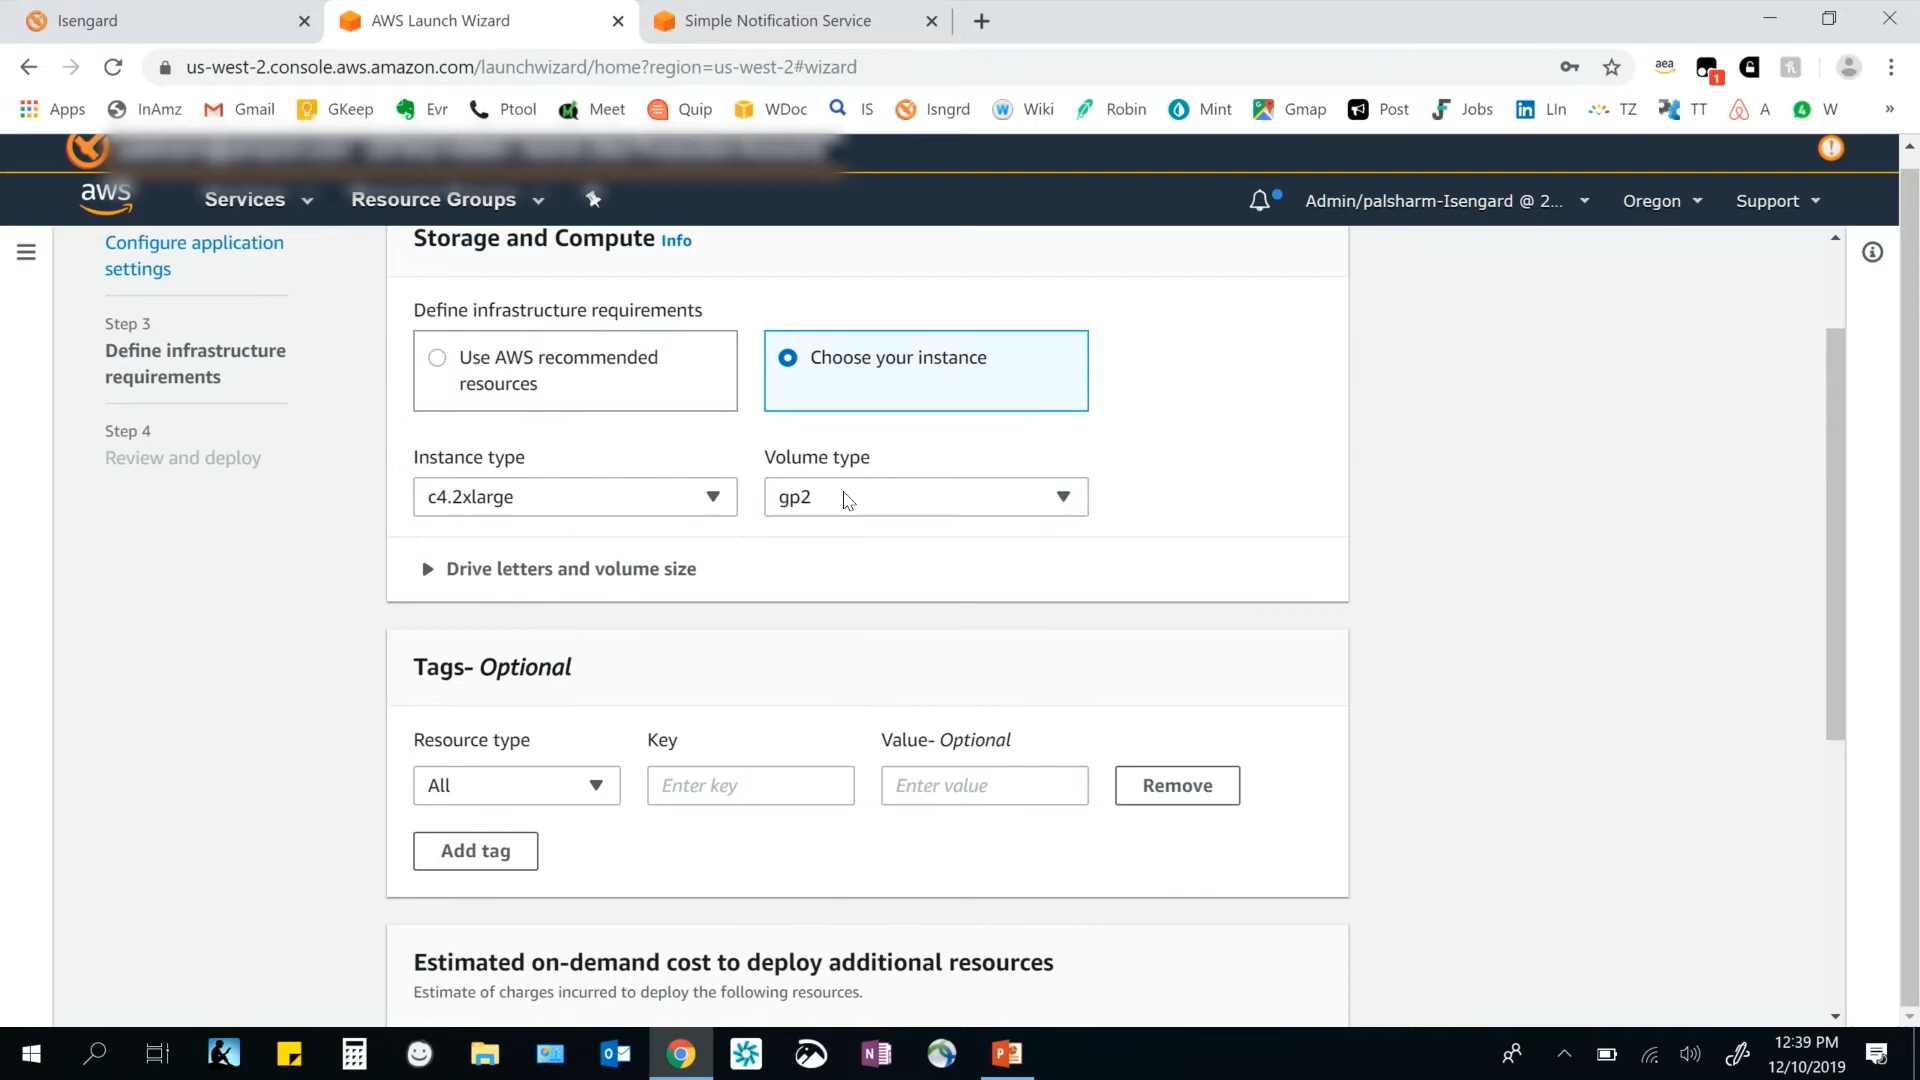 Isengard
AWS Launch Wizard
Simple Notification Service
us-west-2.console.aws.amazon.com/launchwizard/home?region=us-west-2#wizard
aea
1
Apps
InAmz
Gmail
GKeep
Evr
Ptool
Meet
Quip
WDoc
IS
Isngrd
Wiki
Robin
Mint
Gmap
Post
Jobs
LIn
TZ
TT
A
W
»
aws
Services
Resource Groups
Admin/palsharm-Isengard @ 2...
Oregon
Support
Configure application
settings
Step 3
Define infrastructure
requirements
Step 4
Review and deploy
Storage and Compute Info
Define infrastructure requirements
Use AWS recommended
resources
Choose your instance
Instance type
Volume type
c4.2xlarge
gp2
Drive letters and volume size
Tags- Optional
Resource type
Key
Value- Optional
All
Enter key
Enter value
Remove
Add tag
Estimated on-demand cost to deploy additional resources
Estimate of charges incurred to deploy the following resources.
12:39 PM
12/10/2019